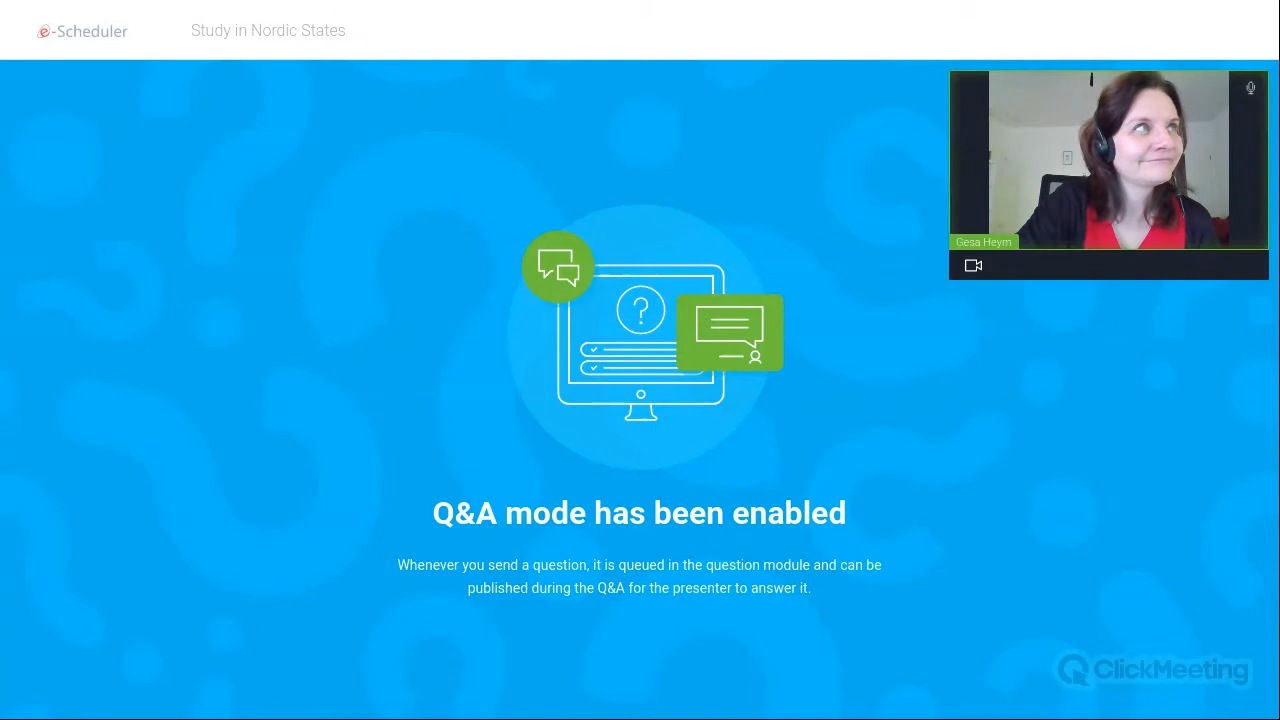 e-Scheduler
Study in Nordic States
Gesa Heym
Q&A mode has been enabled
Whenever you send a question, it is queued in the question module and can be
published during the Q&A for the presenter to answer it.
ClickMeeting